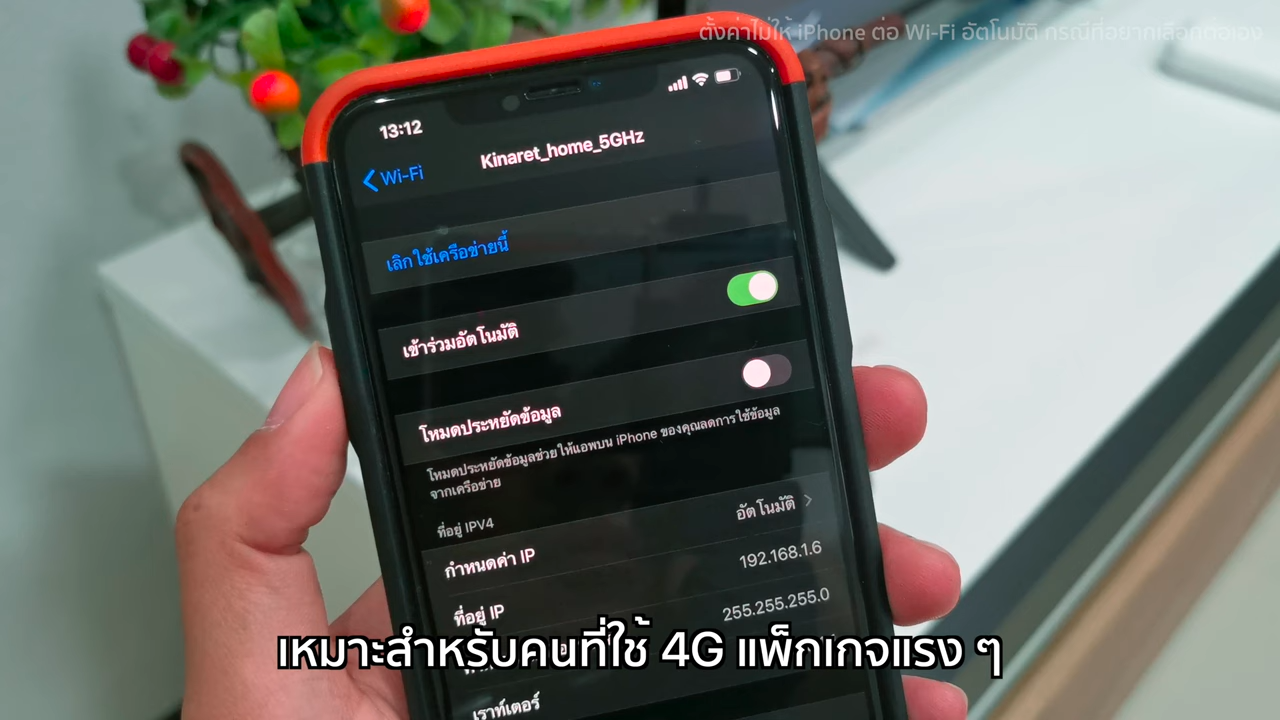 ตั้งค่าไม่ให้ iPhone ต่อ Wi-Fi อัตโนมัติ กรณีที่อยากเลือกต่อเอง
13:12
Wi-Fi
Kinaret_home_5GHz
เลิกใช้เครือข่ายนี้
เข้าร่วมอัตโนมัติ
โหมดประหยัดข้อมูล
โหมดประหยัดข้อมูลช่วยให้แอพบน iPhone ของคุณลดการใช้ข้อมูล
จากเครือข่าย
ที่อยู่ IPV4
กำหนดค่า IP อัตโนมัติ
ที่อยู่ IP 192.168.1.6
255.255.255.0
เหมาะสำหรับคนที่ใช้ 4G แพ็กเกจแรง ๆ
เราท์เตอร์